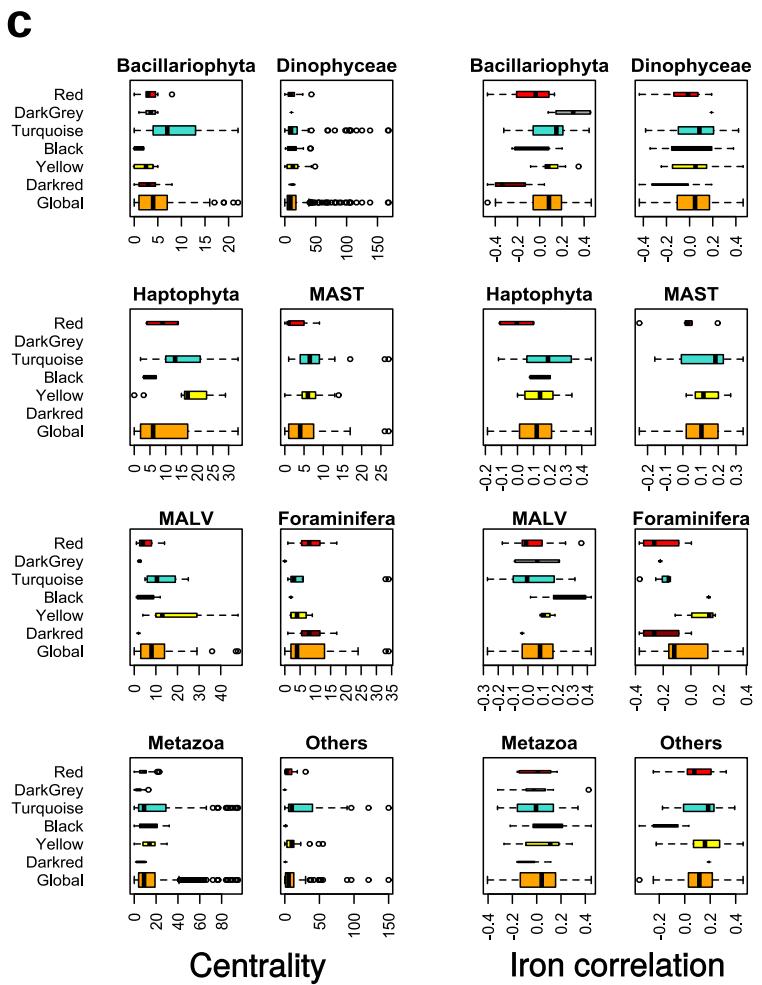 C
Bacillariophyta Dinophyceae Bacillariophyta Dinophyceae
Red
DarkGrey
Turquoise
Black
Yellow
Darkred
Global
0 5 10 15 20 0 50 100 150 -0.4 -0.2 0.0 0.2 0.4 -0.4 -0.2 0.0 0.2 0.4
Haptophyta MAST Haptophyta MAST
Red
DarkGrey
Turquoise
Black
Yellow
Darkred
Global
0 5 10 15 20 25 30 0 5 10 15 20 25 -0.2 -0.1 0.0 0.1 0.2 0.3 0.4 -0.2 -0.1 0.0 0.1 0.2 0.3
MALV Foraminifera MALV Foraminifera
Red
DarkGrey
Turquoise
Black
Yellow
Darkred
Global
0 10 20 30 40 0 5 10 15 20 25 30 35 -0.3 -0.2 -0.1 0.0 0.1 0.2 0.3 0.4 -0.4 -0.2 0.0 0.2 0.4
Metazoa Others Metazoa Others
Red
DarkGrey
Turquoise
Black
Yellow
Darkred
Global
0 20 40 60 80 0 50 100 150 -0.4 -0.2 0.0 0.2 0.4 -0.2 0.0 0.2 0.4
Centrality Iron correlation